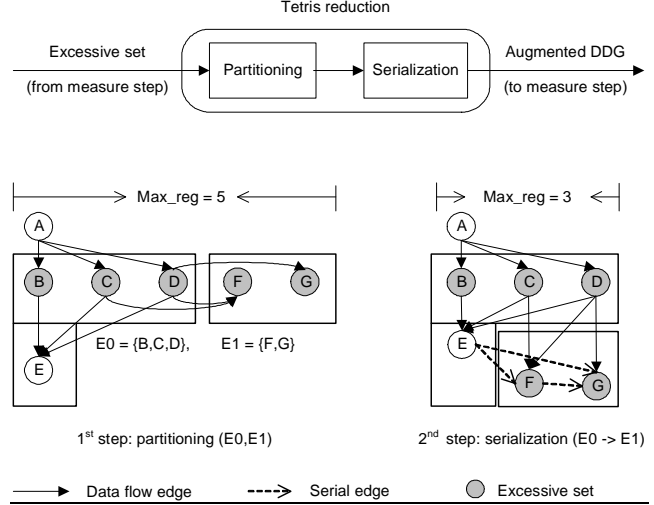 Tetris reduction
Excessive set
(from measure step)
Partitioning
Serialization
Augmented DDG
(to measure step)
Max_reg = 5
A
B
C
D
F
G
E
E0 = {B,C,D},
E1 = {F,G}
1st step: partitioning (E0,E1)
Max_reg = 3
A
B
C
D
E
F
G
2nd step: serialization (E0 -> E1)
Data flow edge
Serial edge
Excessive set